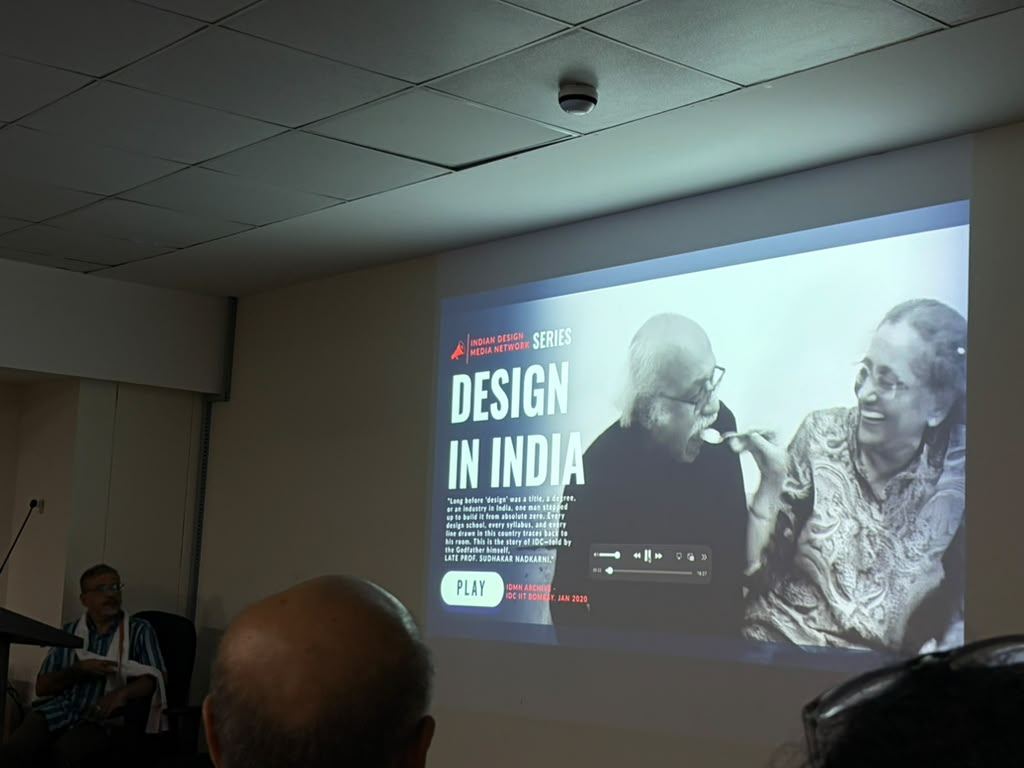 INDIAN DESIGN
MEDIA NETWORK SERIES
DESIGN
IN INDIA
"Long before 'design' was a title, a degree,
or an industry in India, one man stepped
up to build it from absolute zero. Every
design school, every syllabus, and every
line drawn in this country traces back to
his room. This is the story of IDC—told by
the Godfather himself,
LATE PROF. SUDHAKAR NADKARNI."
PLAY
IDMN ARCHIVE -
IDC IIT BOMBAY, JAN 2020